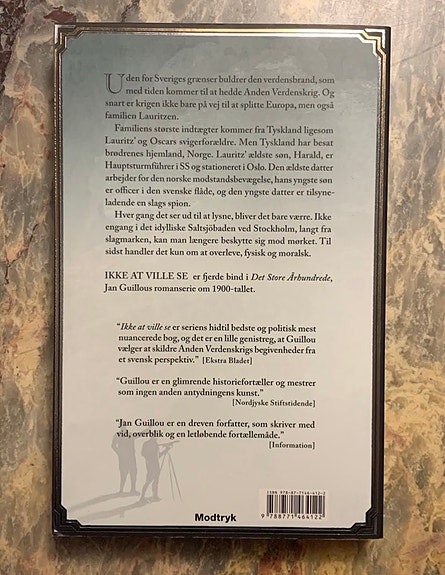 Uden for Sveriges grænser buldrer den verdensbrand, som
med tiden kommer til at hedde Anden Verdenskrig. Og
snart er krigen ikke bare på vej til at splitte Europa, men også
familien Lauritzen.
Familiens største indtægter kommer fra Tyskland ligesom
Lauritz' og Oscars svigerforældre. Men Tyskland har besat
brødrenes hjemland, Norge. Lauritz' ældste søn, Harald, er
Hauptsturmführer i SS og stationeret i Oslo. Den ældste datter
arbejder for den norske modstandsbevægelse, hans yngste søn
er officer i den svenske flåde, og den yngste datter er tilsyne-
ladende en slags spion.
Hver gang det ser ud til at lysne, bliver det bare værre. Ikke
engang i det idylliske Saltsjöbaden ved Stockholm, langt fra
slagmarken, kan man længere beskytte sig mod mørket. Til
sidst handler det kun om at overleve, fysisk og moralsk.
IKKE AT VILLE SE er fjerde bind i Det Store Århundrede,
Jan Guillous romanserie om 1900-tallet.
"Ikke at ville se er seriens hidtil bedste og politisk mest
nuancerede bog, og det er en lille genistreg, at Guillou
vælger at skildre Anden Verdenskrigs begivenheder fra
et svensk perspektiv." [Ekstra Bladet]
"Guillou er en glimrende historiefortæller og mestrer
som ingen anden antydningens kunst."
[Nordjyske Stiftstidende]
"Jan Guillou er en dreven forfatter, som skriver med
vid, overblik og en letløbende fortællemåde."
[Information]
ISBN 978-87-7146-412-2
9 788771 464122
Modtryk